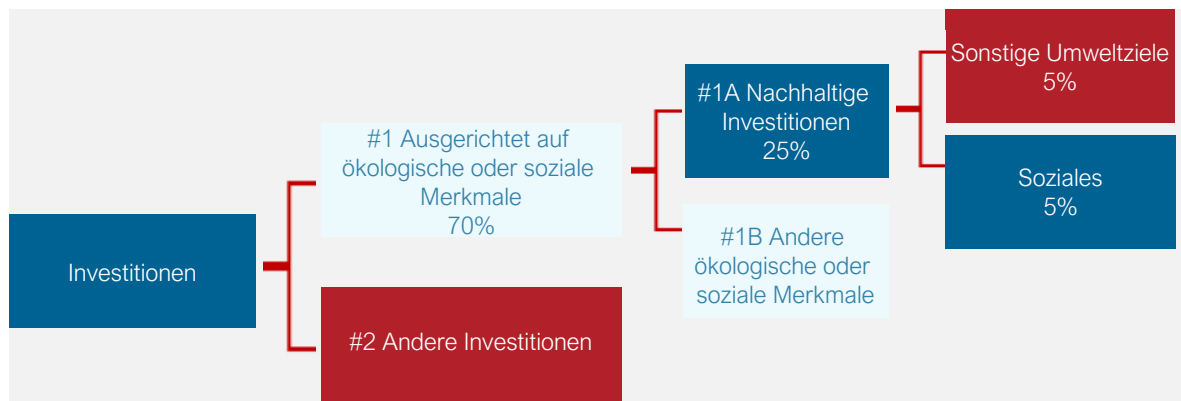 Investitionen
#1 Ausgerichtet auf
ökologische oder soziale
Merkmale
70%
#2 Andere Investitionen
#1A Nachhaltige
Investitionen
25%
#1B Andere
ökologische oder
soziale Merkmale
Sonstige Umweltziele
5%
Soziales
5%